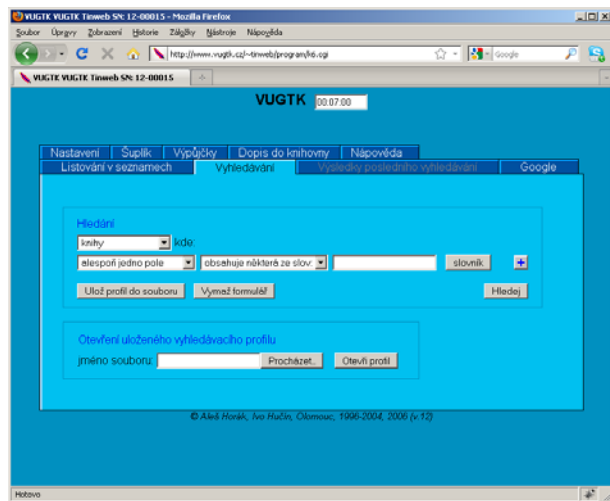 VUGTK VUGTK Tinweb SN: 12-00015 - Mozilla Firefox
Soubor Úpravy Zobrazení Historie Záložky Nástroje Nápověda
http://www.vugtk.cz/~tinweb/program/k6.cgi Google
VUGTK VUGTK Tinweb SN: 12-00015
VUGTK 00:07:00
Nastavení Šuplík Výpůjčky Dopis do knihovny Nápověda
Listování v seznamech Vyhledávání Výsledky posledního vyhledávání Google
Hledání
knihy kde:
alespoň jedno pole obsahuje některá ze slov: slovník +
Ulož profil do souboru Vymaž formulář Hledej
Otevření uloženého vyhledávacího profilu
jméno souboru: Procházet... Otevři profil
© Aleš Horák, Ivo Hučín, Olomouc, 1996-2004, 2006 (v.12)
Hotovo